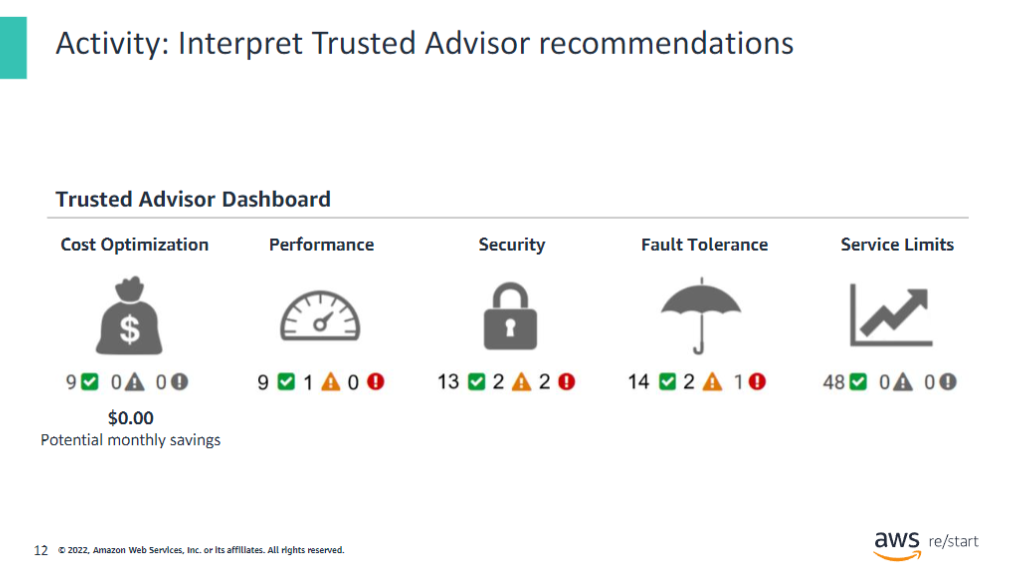 Activity: Interpret Trusted Advisor recommendations
Trusted Advisor Dashboard
Cost Optimization Performance Security Fault Tolerance Service Limits
$
9 0 0 9 1 0 13 2 2 14 2 1 48 0 0
$0.00
Potential monthly savings
12 © 2022, Amazon Web Services, Inc. or its affiliates. All rights reserved.
aws re/start